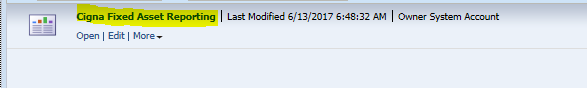 Cigna Fixed Asset Reporting | Last Modified 6/13/2017 6:48:32 AM | Owner System Account
Open | Edit | More